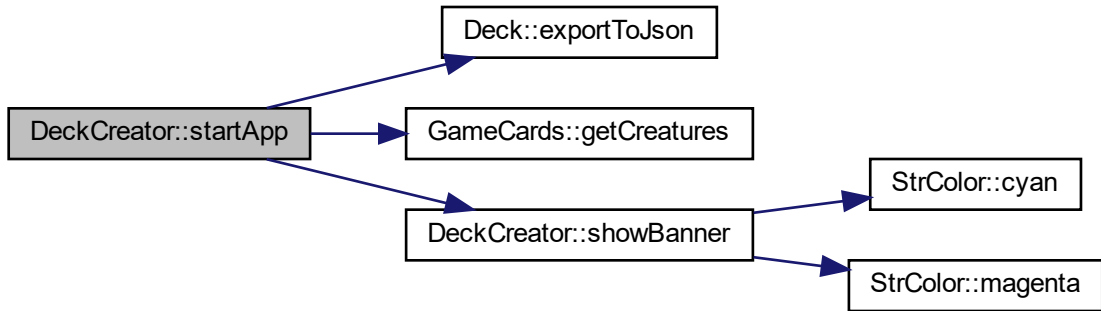 Deck::exportToJson
DeckCreator::startApp
GameCards::getCreatures
StrColor::cyan
DeckCreator::showBanner
StrColor::magenta